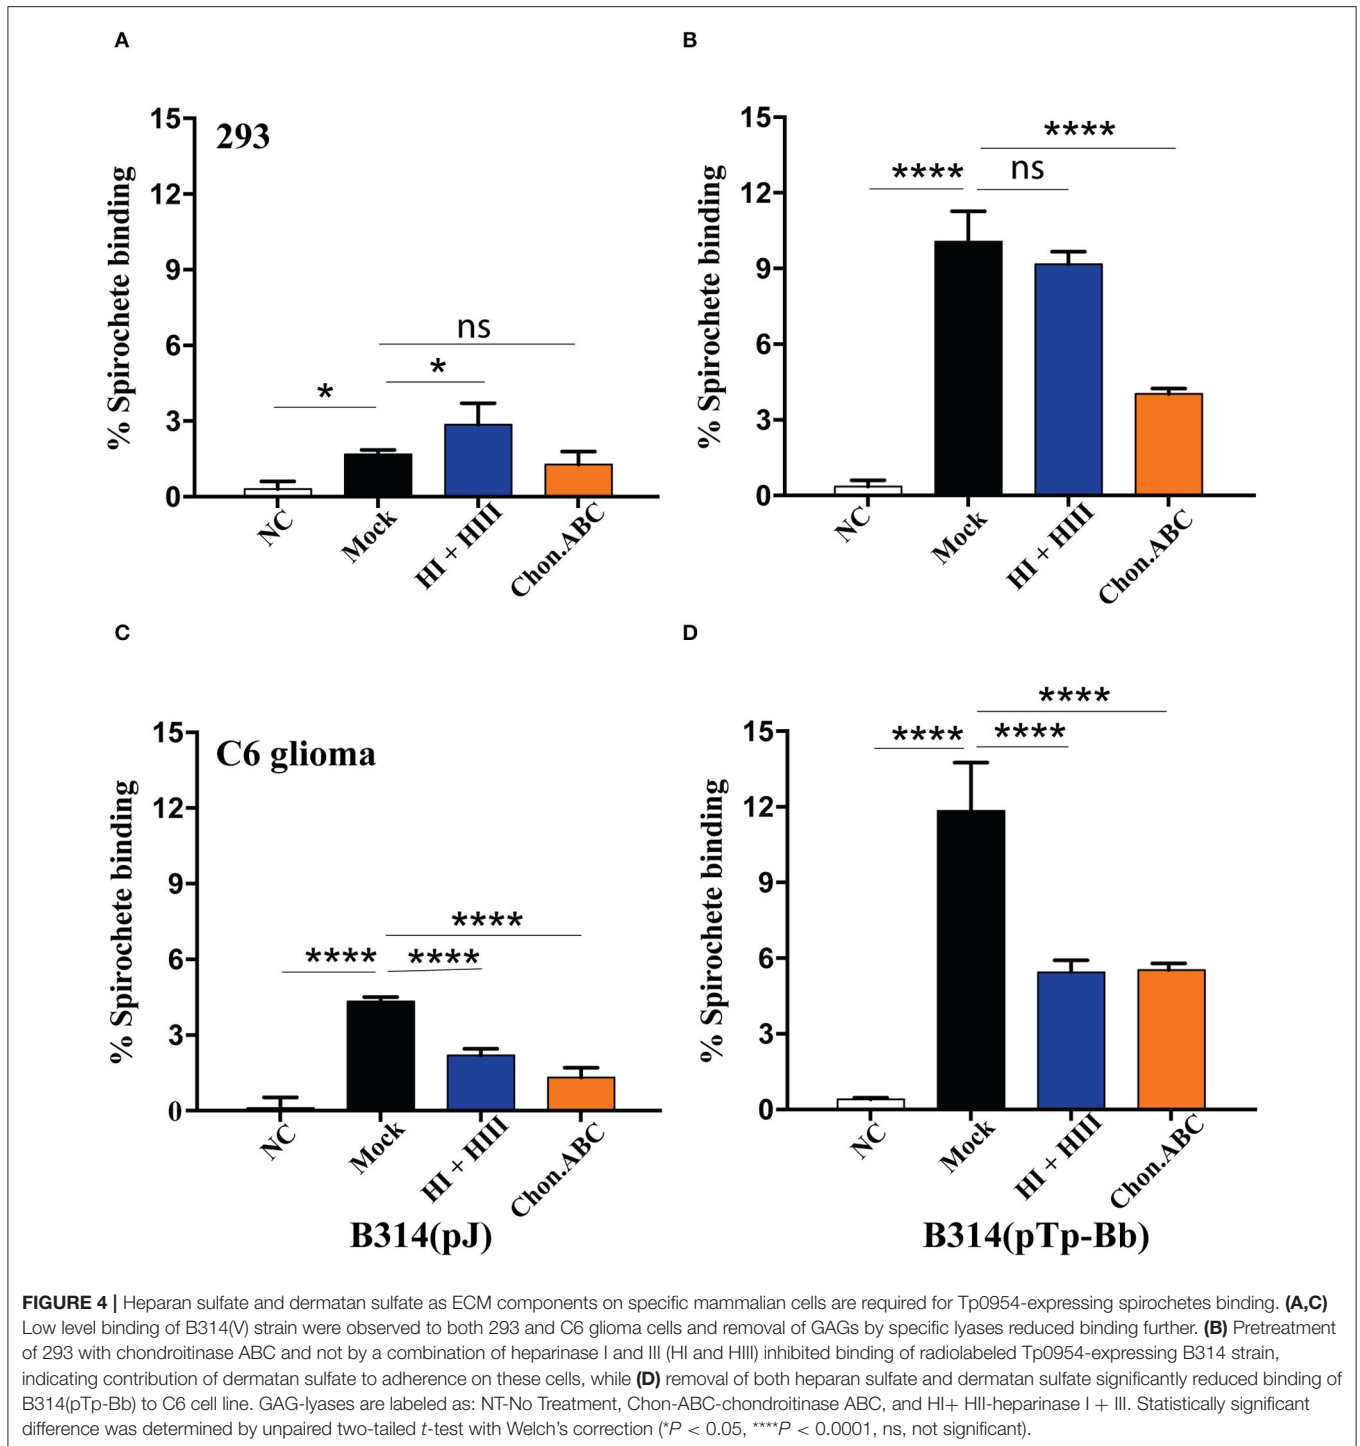 A
15
12
9
6
3
0
% Spirochete binding
293
*
*
ns
NC
Mock
HI + HIII
Chon.ABC
B
15
12
9
6
3
0
% Spirochete binding
****
ns
****
NC
Mock
HI + HIII
Chon.ABC
C
15
12
9
6
3
0
% Spirochete binding
C6 glioma
****
****
****
NC
Mock
HI + HIII
Chon.ABC
B314(pJ)
D
15
12
9
6
3
0
% Spirochete binding
****
****
****
NC
Mock
HI + HIII
Chon.ABC
B314(pTp-Bb)
FIGURE 4 | Heparan sulfate and dermatan sulfate as ECM components on specific mammalian cells are required for Tp0954-expressing spirochetes binding. (A,C)
Low level binding of B314(V) strain were observed to both 293 and C6 glioma cells and removal of GAGs by specific lyases reduced binding further. (B) Pretreatment
of 293 with chondroitinase ABC and not by a combination of heparinase I and III (HI and HIII) inhibited binding of radiolabeled Tp0954-expressing B314 strain,
indicating contribution of dermatan sulfate to adherence on these cells, while (D) removal of both heparan sulfate and dermatan sulfate significantly reduced binding of
B314(pTp-Bb) to C6 cell line. GAG-lyases are labeled as: NT-No Treatment, Chon-ABC-chondroitinase ABC, and HI+ HII-heparinase I + III. Statistically significant
difference was determined by unpaired two-tailed t-test with Welch's correction (*P < 0.05, ****P < 0.0001, ns, not significant).